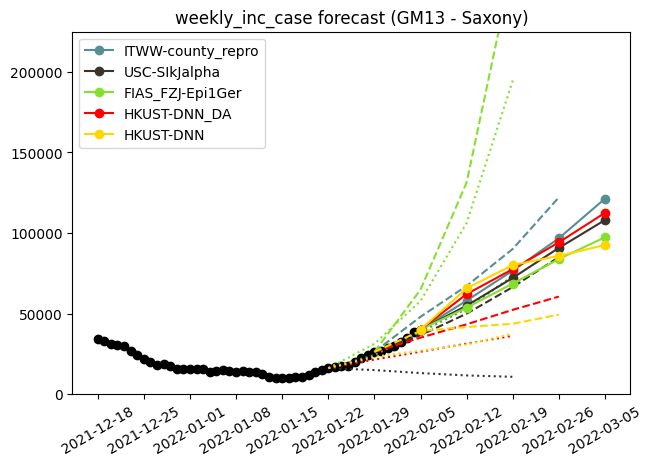 weekly_inc_case forecast (GM13 - Saxony)
ITWW-county_repro
USC-SIkJalpha
FIAS_FZJ-Epi1Ger
HKUST-DNN_DA
HKUST-DNN
200000
150000
100000
50000
0
2021-12-18
2021-12-25
2022-01-01
2022-01-08
2022-01-15
2022-01-22
2022-01-29
2022-02-05
2022-02-12
2022-02-19
2022-02-26
2022-03-05